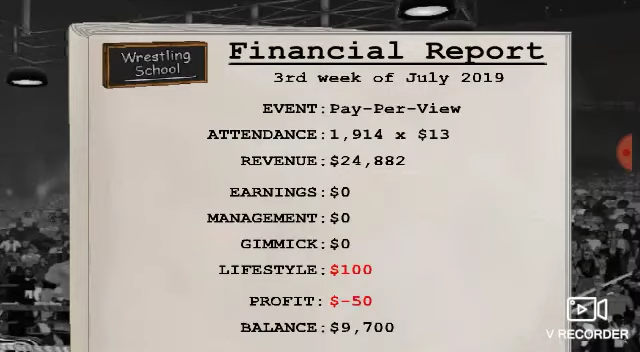 Wrestling
School
Financial Report
3rd week of July 2019
EVENT: Pay-Per-View
ATTENDANCE: 1,914 x $13
REVENUE: $24,882
EARNINGS: $0
MANAGEMENT: $0
GIMMICK: $0
LIFESTYLE: $100
PROFIT: $-50
BALANCE: $9,700
V RECORDER